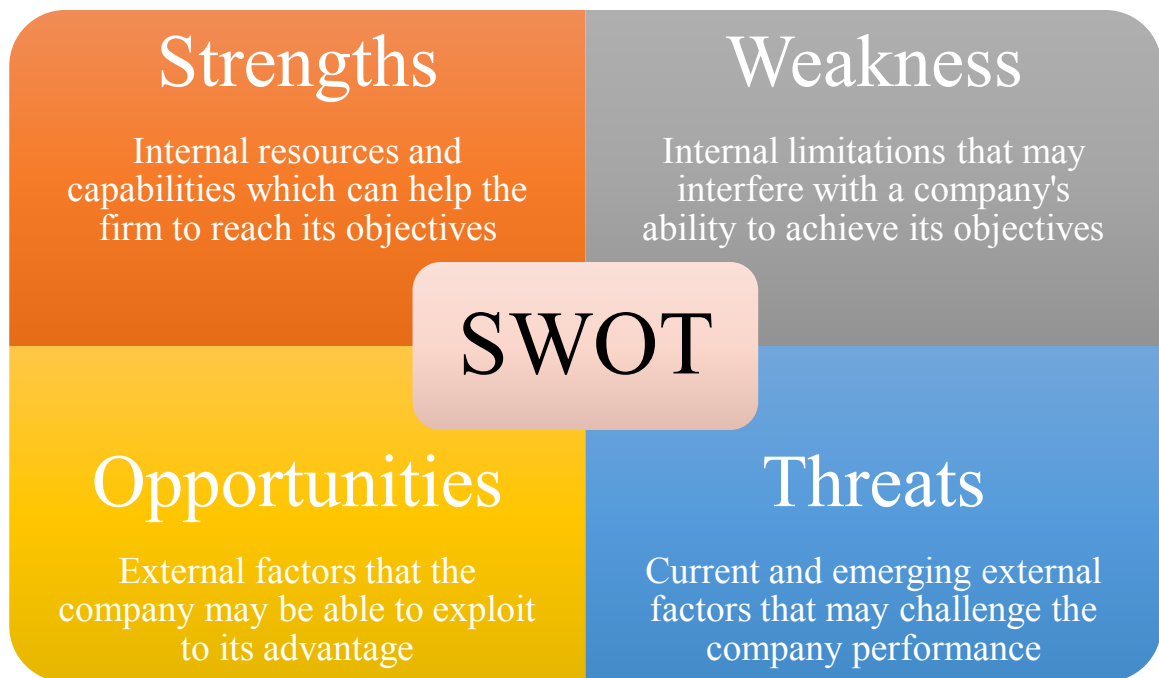 Strengths
Internal resources and
capabilities which can help the
firm to reach its objectives
Weakness
Internal limitations that may
interfere with a company's
ability to achieve its objectives
SWOT
Opportunities
External factors that the
company may be able to exploit
to its advantage
Threats
Current and emerging external
factors that may challenge the
company performance